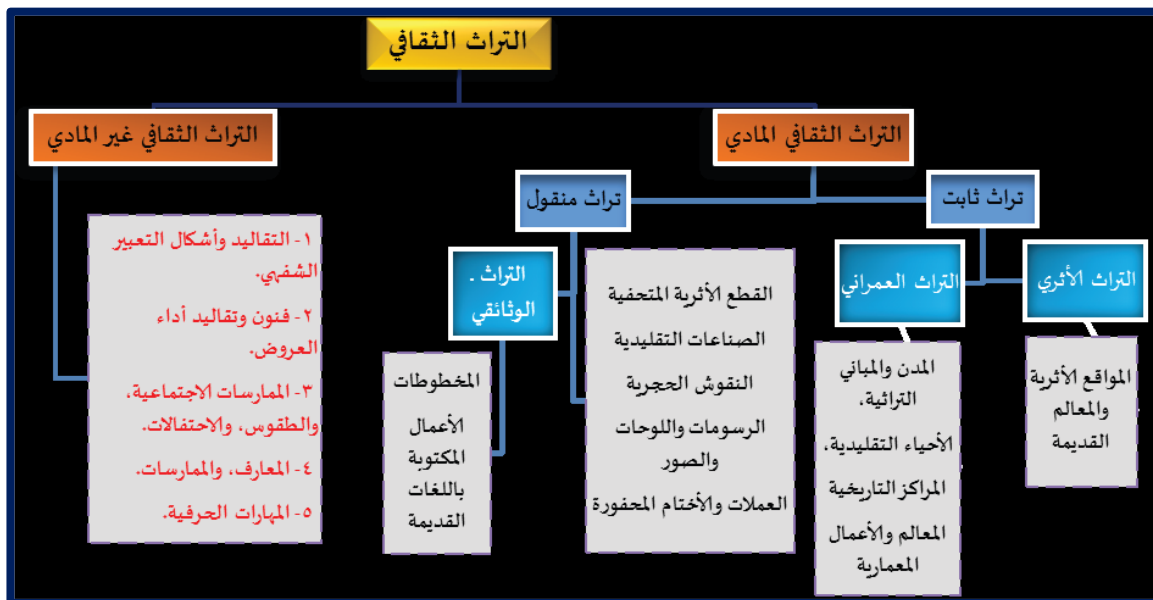 التراث الثقافي
التراث الثقافي المادي
التراث الثقافي غير المادي
تراث ثابت
تراث منقول
التراث الأثري
التراث العمراني
التراث ـ
الوثائقي
المواقع الأثرية
والمعالم
القديمة
المدن والمباني
التراثية،
الأحياء التقليدية،
المراكز التاريخية
المعالم والأعمال
المعمارية
القطع الأثرية المتحفية
الصناعات التقليدية
النقوش الحجرية
الرسومات واللوحات
والصور
العملات والأختام المحفورة
المخطوطات
الأعمال
المكتوبة
باللغات
القديمة
١- التقاليد وأشكال التعبير
الشفهي.
٢- فنون وتقاليد أداء
العروض.
٣- الممارسات الاجتماعية،
والطقوس، والاحتفالات.
٤- المعارف، والممارسات.
٥- المهارات الحرفية.